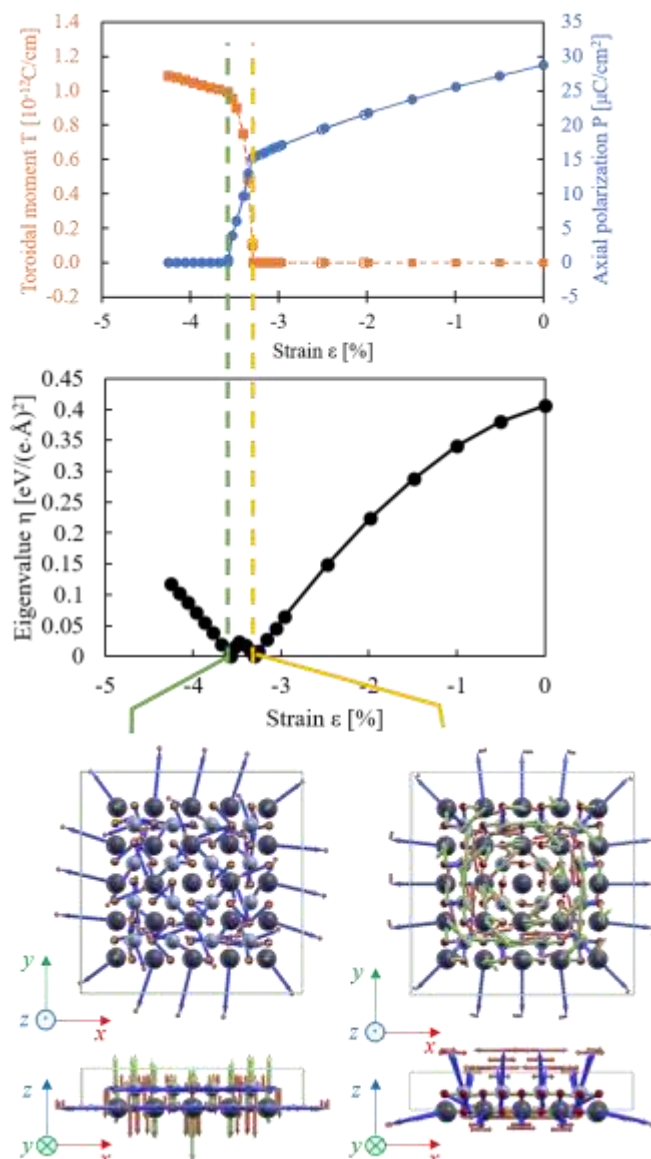 Toroidal moment T [10⁻¹²C/cm]
1.4
1.2
1.0
0.8
0.6
0.4
0.2
0.0
-0.2
35
30
25
20
15
10
5
0
-5
Axial polarization P [μC/cm²]
-5 -4 -3 -2 -1 0
Strain ε [%]
Eigenvalue η [eV/(e·Å)²]
0.45
0.4
0.35
0.3
0.25
0.2
0.15
0.1
0.05
0
-5 -4 -3 -2 -1 0
Strain ε [%]
y
z x
y
z x
z
y x
z
y x